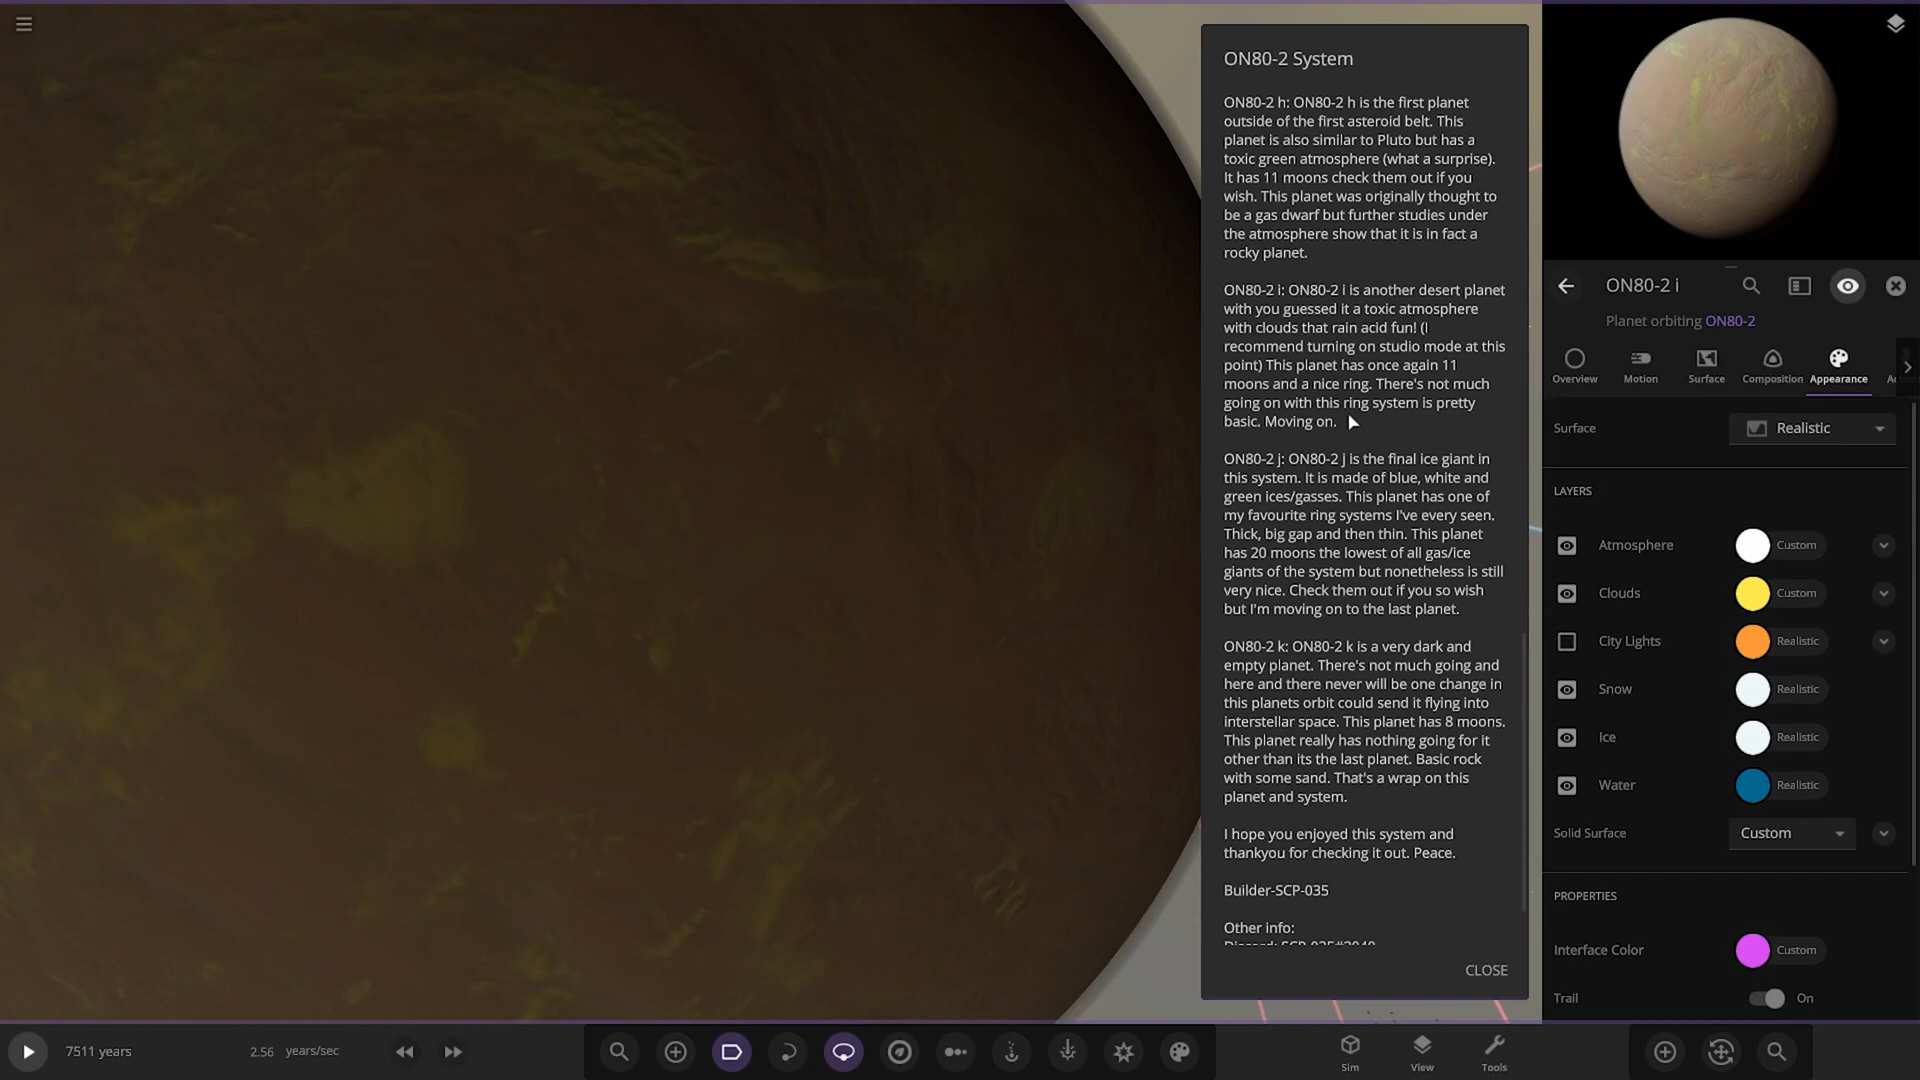 ON80-2 System
ON80-2 h: ON80-2 h is the first planet
outside of the first asteroid belt. This
planet is also similar to Pluto but has a
toxic green atmosphere (what a surprise).
It has 11 moons check them out if you
wish. This planet was originally thought to
be a gas dwarf but further studies under
the atmosphere show that it is in fact a
rocky planet.
ON80-2 i: ON80-2 i is another desert planet
with you guessed it a toxic atmosphere
with clouds that rain acid fun! (I
recommend turning on studio mode at this
point) This planet has once again 11
moons and a nice ring. There's not much
going on with this ring system is pretty
basic. Moving on.
ON80-2 j: ON80-2 j is the final ice giant in
this system. It is made of blue, white and
green ices/gasses. This planet has one of
my favourite ring systems I've every seen.
Thick, big gap and then thin. This planet
has 20 moons the lowest of all gas/ice
giants of the system but nonetheless is still
very nice. Check them out if you so wish
but I'm moving on to the last planet.
ON80-2 k: ON80-2 k is a very dark and
empty planet. There's not much going and
here and there never will be one change in
this planets orbit could send it flying into
interstellar space. This planet has 8 moons.
This planet really has nothing going for it
other than its the last planet. Basic rock
with some sand. That's a wrap on this
planet and system.
I hope you enjoyed this system and
thankyou for checking it out. Peace.
Builder-SCP-035
Other info:
CLOSE
ON80-2 i
Planet orbiting ON80-2
Overview Motion Surface Composition Appearance
Surface Realistic
LAYERS
Atmosphere Custom
Clouds Custom
City Lights Realistic
Snow Realistic
Ice Realistic
Water Realistic
Solid Surface Custom
PROPERTIES
Interface Color Custom
Trail On
7511 years 2.56 years/sec
Sim View Tools